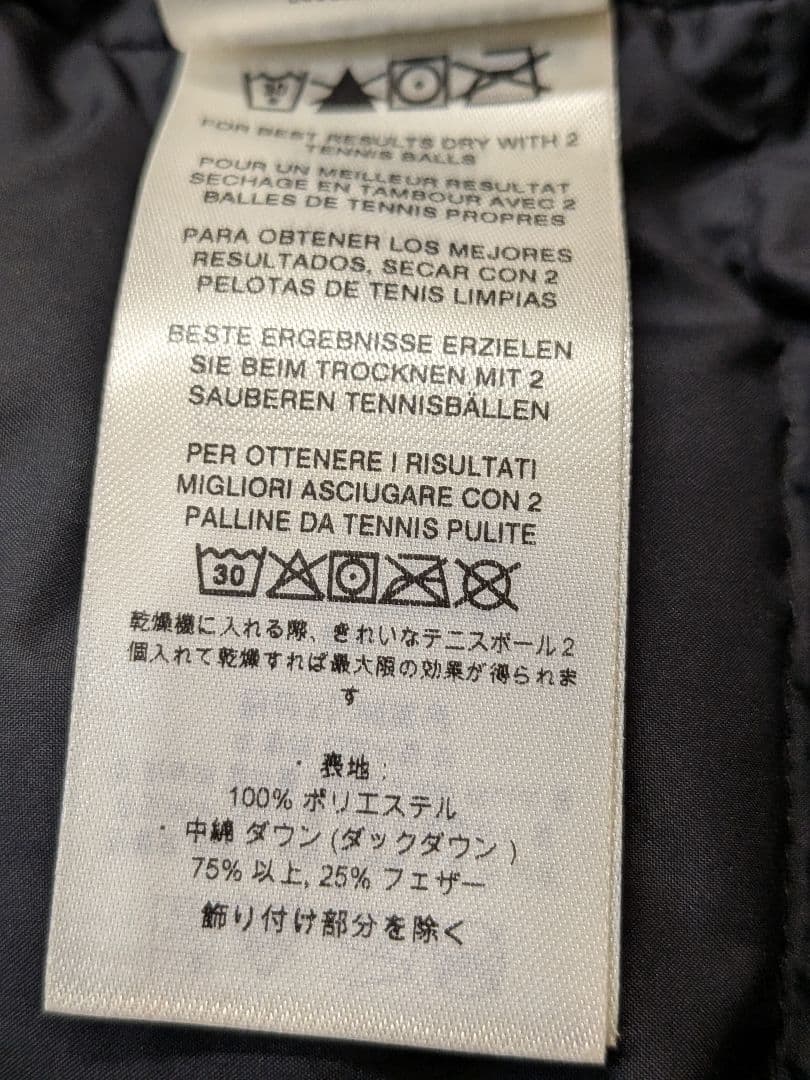 FOR BEST RESULTS DRY WITH 2
TENNIS BALLS
POUR UN MEILLEUR RESULTAT
SECHAGE EN TAMBOUR AVEC 2
BALLES DE TENNIS PROPRES
PARA OBTENER LOS MEJORES
RESULTADOS, SECAR CON 2
PELOTAS DE TENIS LIMPIAS
BESTE ERGEBNISSE ERZIELEN
SIE BEIM TROCKNEN MIT 2
SAUBEREN TENNISBÄLLEN
PER OTTENERE I RISULTATI
MIGLIORI ASCIUGARE CON 2
PALLINE DA TENNIS PULITE
30
乾燥機に入れる際、きれいなテニスボール2
個入れて乾燥すれば最大限の効果が得られま
す
・表地:
100% ポリエステル
・中綿 ダウン(ダックダウン)
75% 以上, 25% フェザー
飾り付け部分を除く